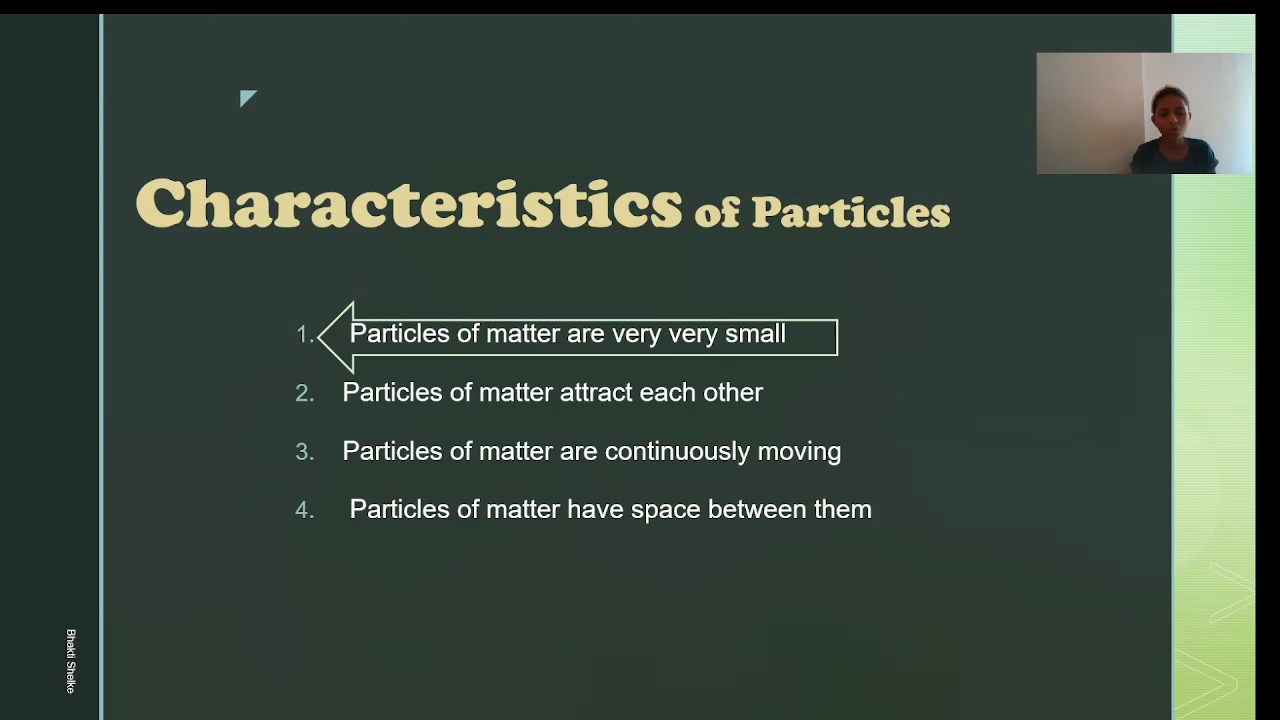 Characteristics of Particles
1. Particles of matter are very very small
2. Particles of matter attract each other
3. Particles of matter are continuously moving
4. Particles of matter have space between them
Bhakti Shelke